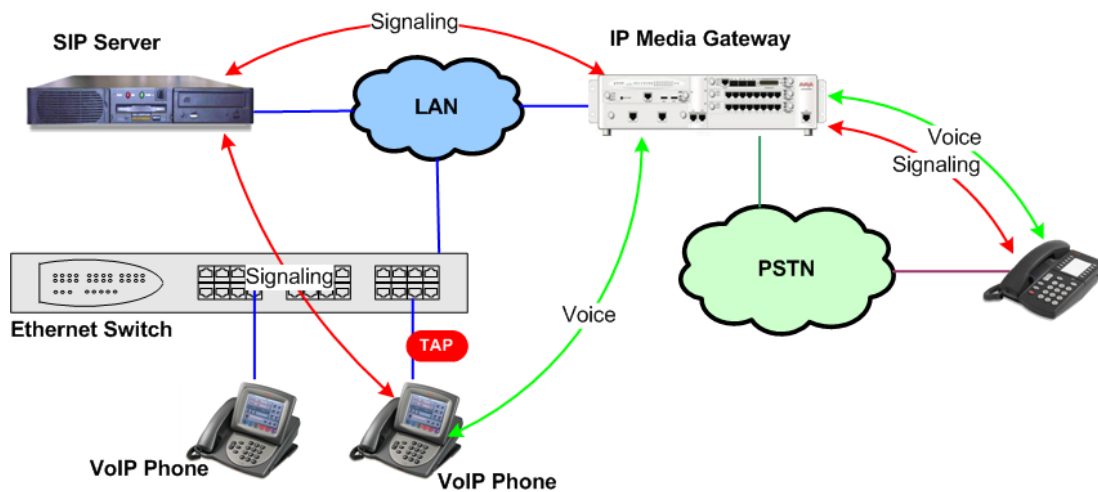 SIP Server
Signaling
IP Media Gateway
LAN
Voice
Signaling
Signaling
PSTN
Ethernet Switch
Voice
TAP
VoIP Phone
VoIP Phone